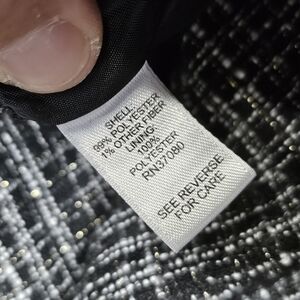 SHELL
99% POLYESTER
1% OTHER FIBER
LINING:
100%
POLYESTER
RN37080
SEE REVERSE
FOR CARE